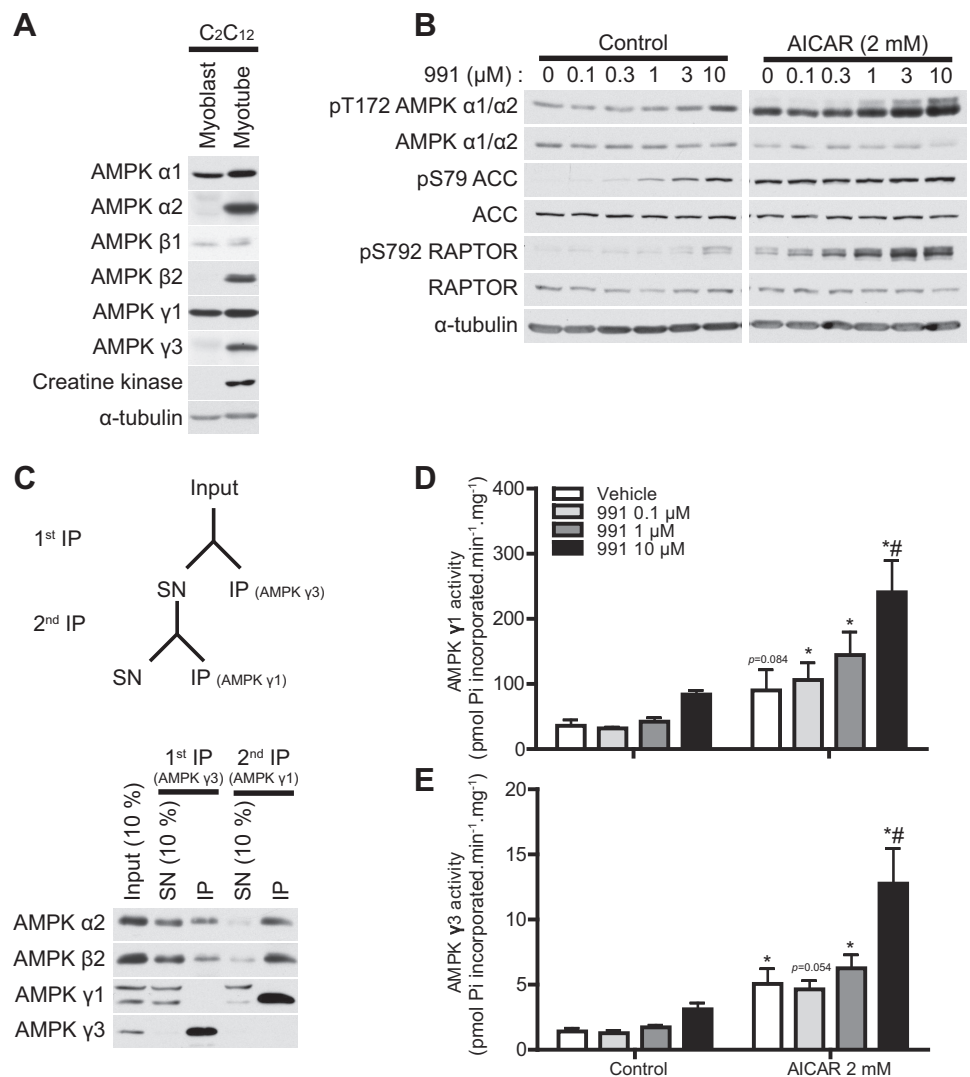 A
C2C12
Myoblast
Myotube
AMPK α1
AMPK α2
AMPK β1
AMPK β2
AMPK γ1
AMPK γ3
Creatine kinase
α-tubulin
B
Control
AICAR (2 mM)
991 (µM) : 0 0.1 0.3 1 3 10 0 0.1 0.3 1 3 10
pT172 AMPK α1/α2
AMPK α1/α2
pS79 ACC
ACC
pS792 RAPTOR
RAPTOR
α-tubulin
C
Input
1st IP
SN IP (AMPK γ3)
2nd IP
SN IP (AMPK γ1)
1st IP 2nd IP
(AMPK γ3) (AMPK γ1)
Input (10 %)
SN (10 %)
IP
SN (10 %)
IP
AMPK α2
AMPK β2
AMPK γ1
AMPK γ3
D
AMPK γ1 activity
(pmol Pi incorporated.min-1.mg-1)
400
300
200
100
0
Vehicle
991 0.1 µM
991 1 µM
991 10 µM
p=0.084
*
*
*#
E
AMPK γ3 activity
(pmol Pi incorporated.min-1.mg-1)
20
15
10
5
0
*
p=0.054
*
*#
Control
AICAR 2 mM